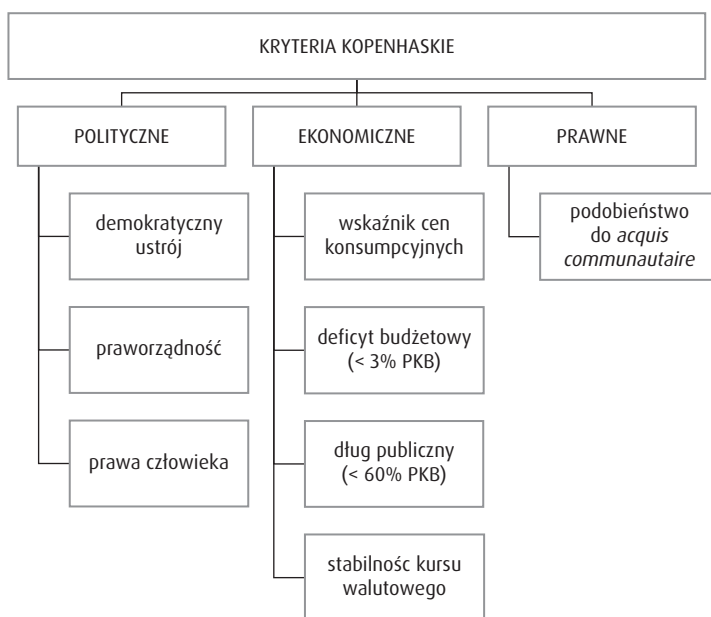 KRYTERIA KOPENHASKIE
POLITYCZNE
demokratyczny
ustrój
praworządność
prawa człowieka
EKONOMICZNE
wskaźnik cen
konsumpcyjnych
deficyt budżetowy
(< 3% PKB)
dług publiczny
(< 60% PKB)
stabilnośc kursu
walutowego
PRAWNE
podobieństwo
do acquis
communautaire